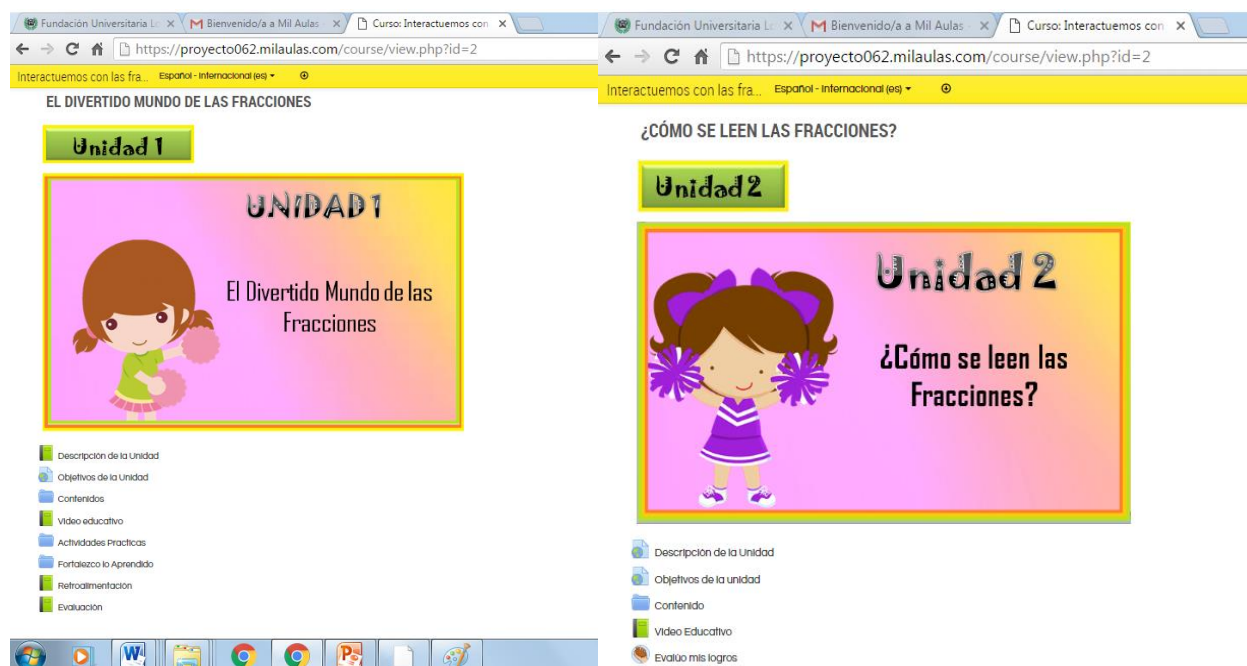 Fundación Universitaria Lo
Bienvenido/a a Mil Aulas
Curso: Interactuemos con
https://proyecto062.milaulas.com/course/view.php?id=2
Interactuemos con las fra... Español - Internacional (es)
EL DIVERTIDO MUNDO DE LAS FRACCIONES
Unidad 1
UNIDAD 1
El Divertido Mundo de las
Fracciones
Descripción de la Unidad
Objetivos de la Unidad
Contenidos
Video educativo
Actividades Practicas
Fortalezco lo Aprendido
Retroalimentación
Evaluación
Fundación Universitaria Lo
Bienvenido/a a Mil Aulas
Curso: Interactuemos con
https://proyecto062.milaulas.com/course/view.php?id=2
Interactuemos con las fra... Español - Internacional (es)
¿CÓMO SE LEEN LAS FRACCIONES?
Unidad 2
Unidad 2
¿Cómo se leen las
Fracciones?
Descripción de la Unidad
Objetivos de la unidad
Contenido
Video Educativo
Evalúo mis logros